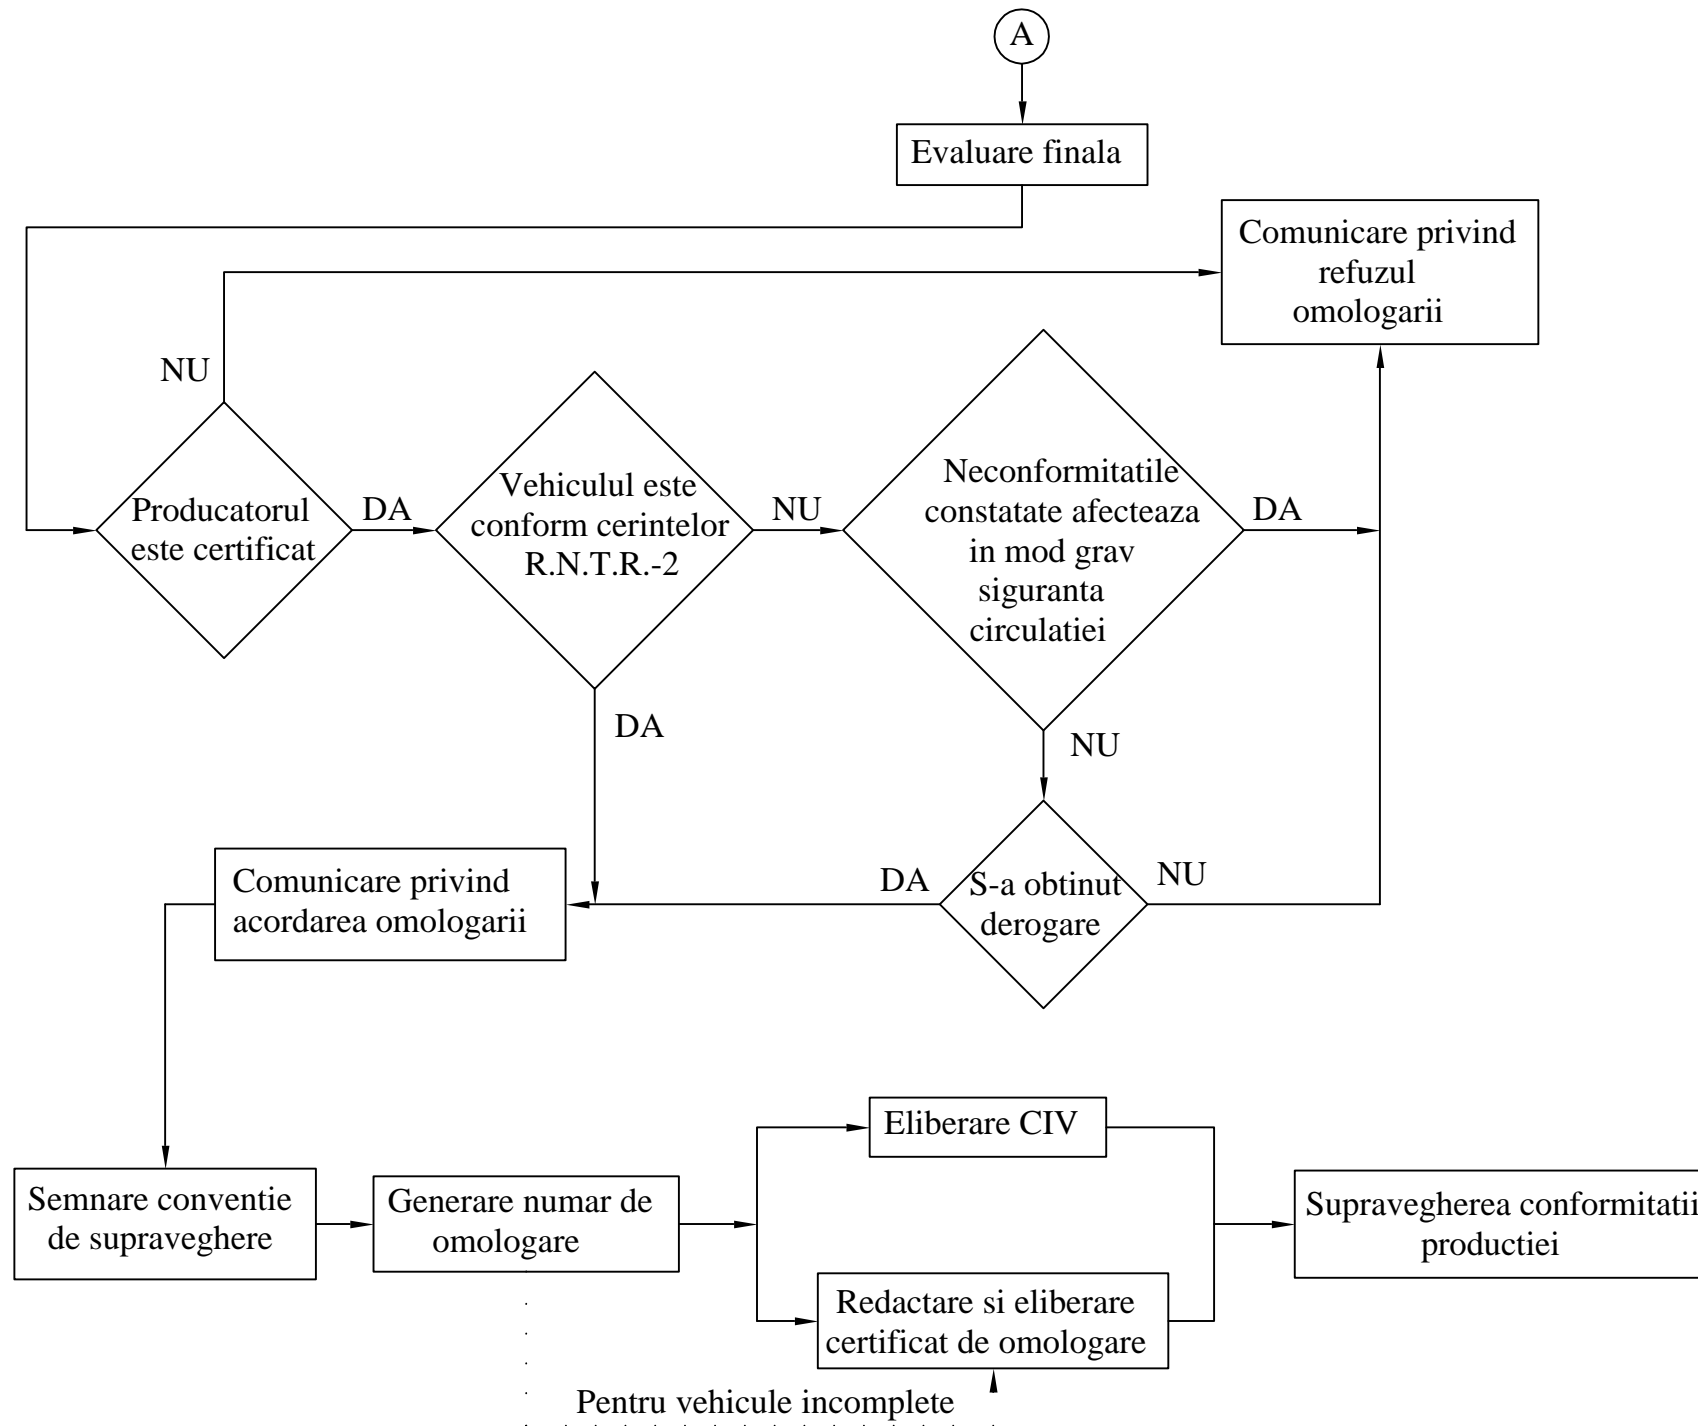 A
Evaluare finala
Comunicare privind
refuzul
omologarii
NU
Producatorul
este certificat
DA
Vehiculul este
conform cerintelor
R.N.T.R.-2
NU
Neconformitatile
constatate afecteaza
in mod grav
siguranta
circulatiei
DA
DA
NU
Comunicare privind
acordarea omologarii
DA
S-a obtinut
derogare
NU
Eliberare CIV
Semnare conventie
de supraveghere
Generare numar de
omologare
Supravegherea conformitatii
productiei
Redactare si eliberare
certificat de omologare
Pentru vehicule incomplete